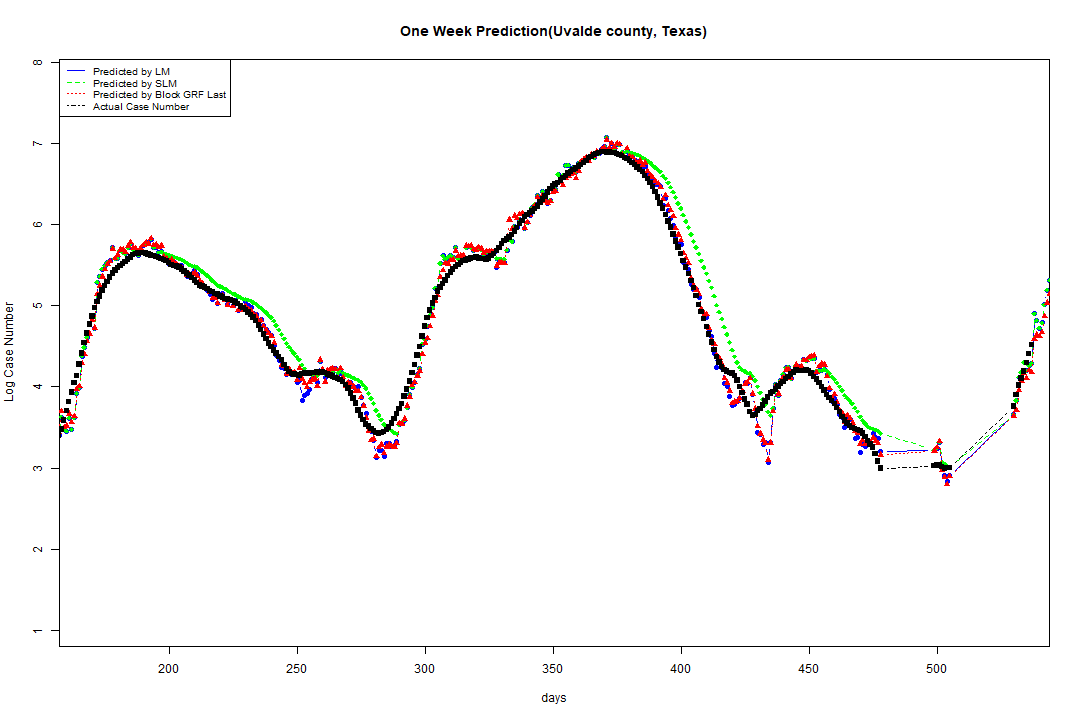 One Week Prediction(Uvalde county, Texas)
Predicted by LM
Predicted by SLM
Predicted by Block GRF Last
Actual Case Number
Log Case Number
8
7
6
5
4
3
2
1
200 250 300 350 400 450 500
days